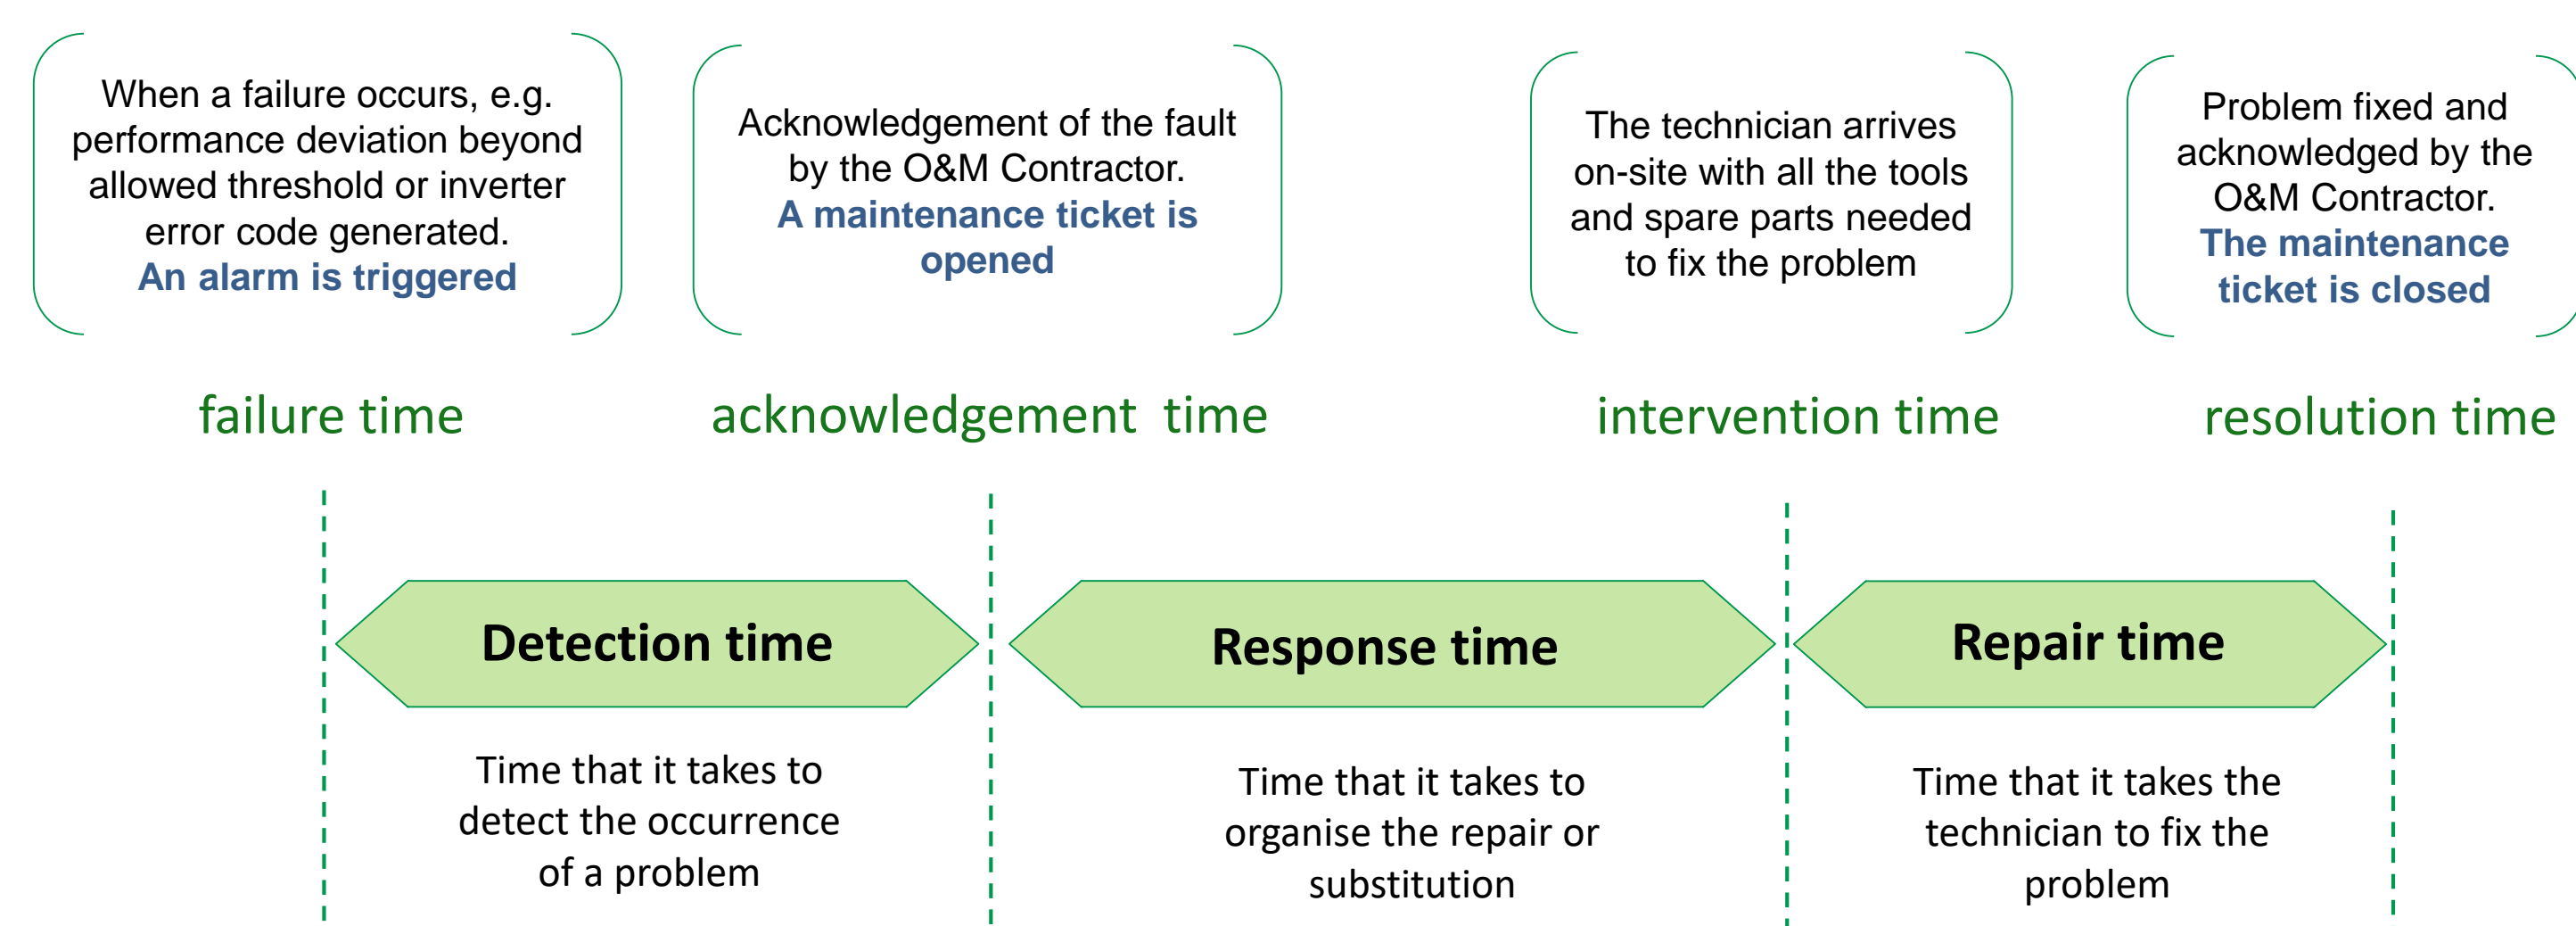 When a failure occurs, e.g.
performance deviation beyond
allowed threshold or inverter
error code generated.
An alarm is triggered
Acknowledgement of the fault
by the O&M Contractor.
A maintenance ticket is
opened
The technician arrives
on-site with all the tools
and spare parts needed
to fix the problem
Problem fixed and
acknowledged by the
O&M Contractor.
The maintenance
ticket is closed
failure time
acknowledgement time
intervention time
resolution time
Detection time
Response time
Repair time
Time that it takes to
detect the occurrence
of a problem
Time that it takes to
organise the repair or
substitution
Time that it takes the
technician to fix the
problem